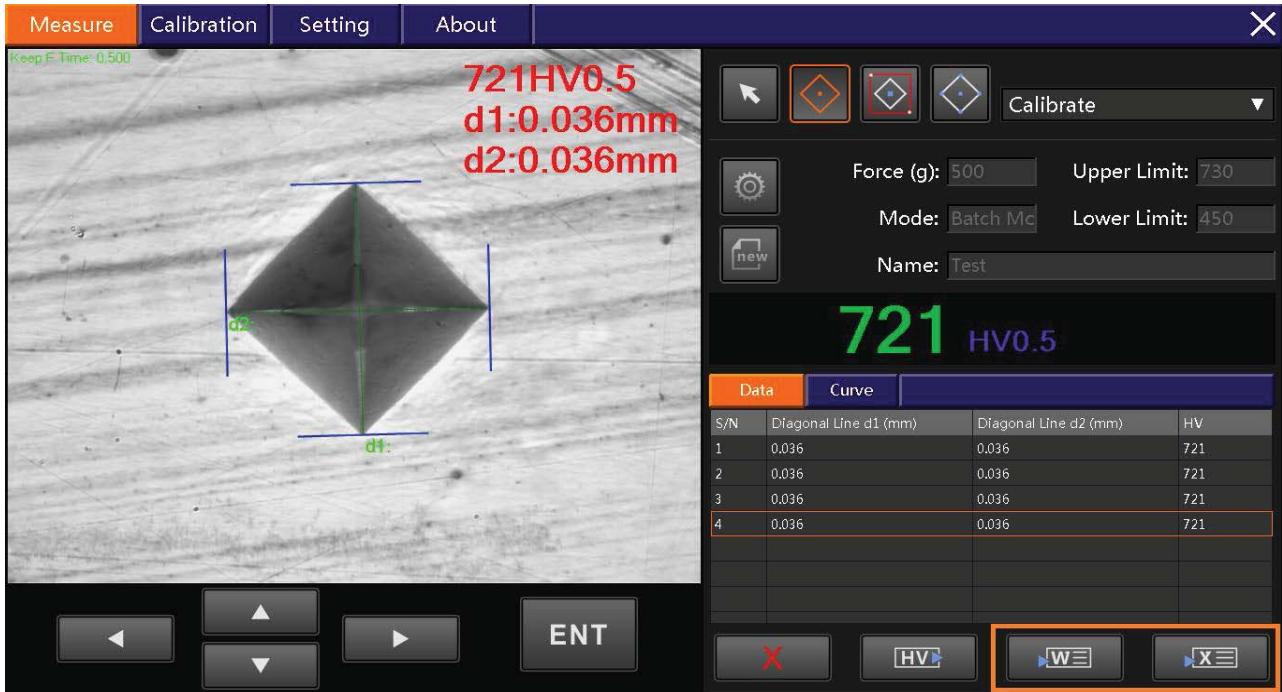 Measure Calibration Setting About
Keep F Time: 0.500
721HV0.5
d1:0.036mm
d2:0.036mm
d2:
d1:
ENT
Calibrate
Force (g): 500 Upper Limit: 730
Mode: Batch Mc Lower Limit: 450
new
Name: Test
721 HV0.5
Data Curve
S/N Diagonal Line d1 (mm) Diagonal Line d2 (mm) HV
1 0.036 0.036 721
2 0.036 0.036 721
3 0.036 0.036 721
4 0.036 0.036 721
X HV W X